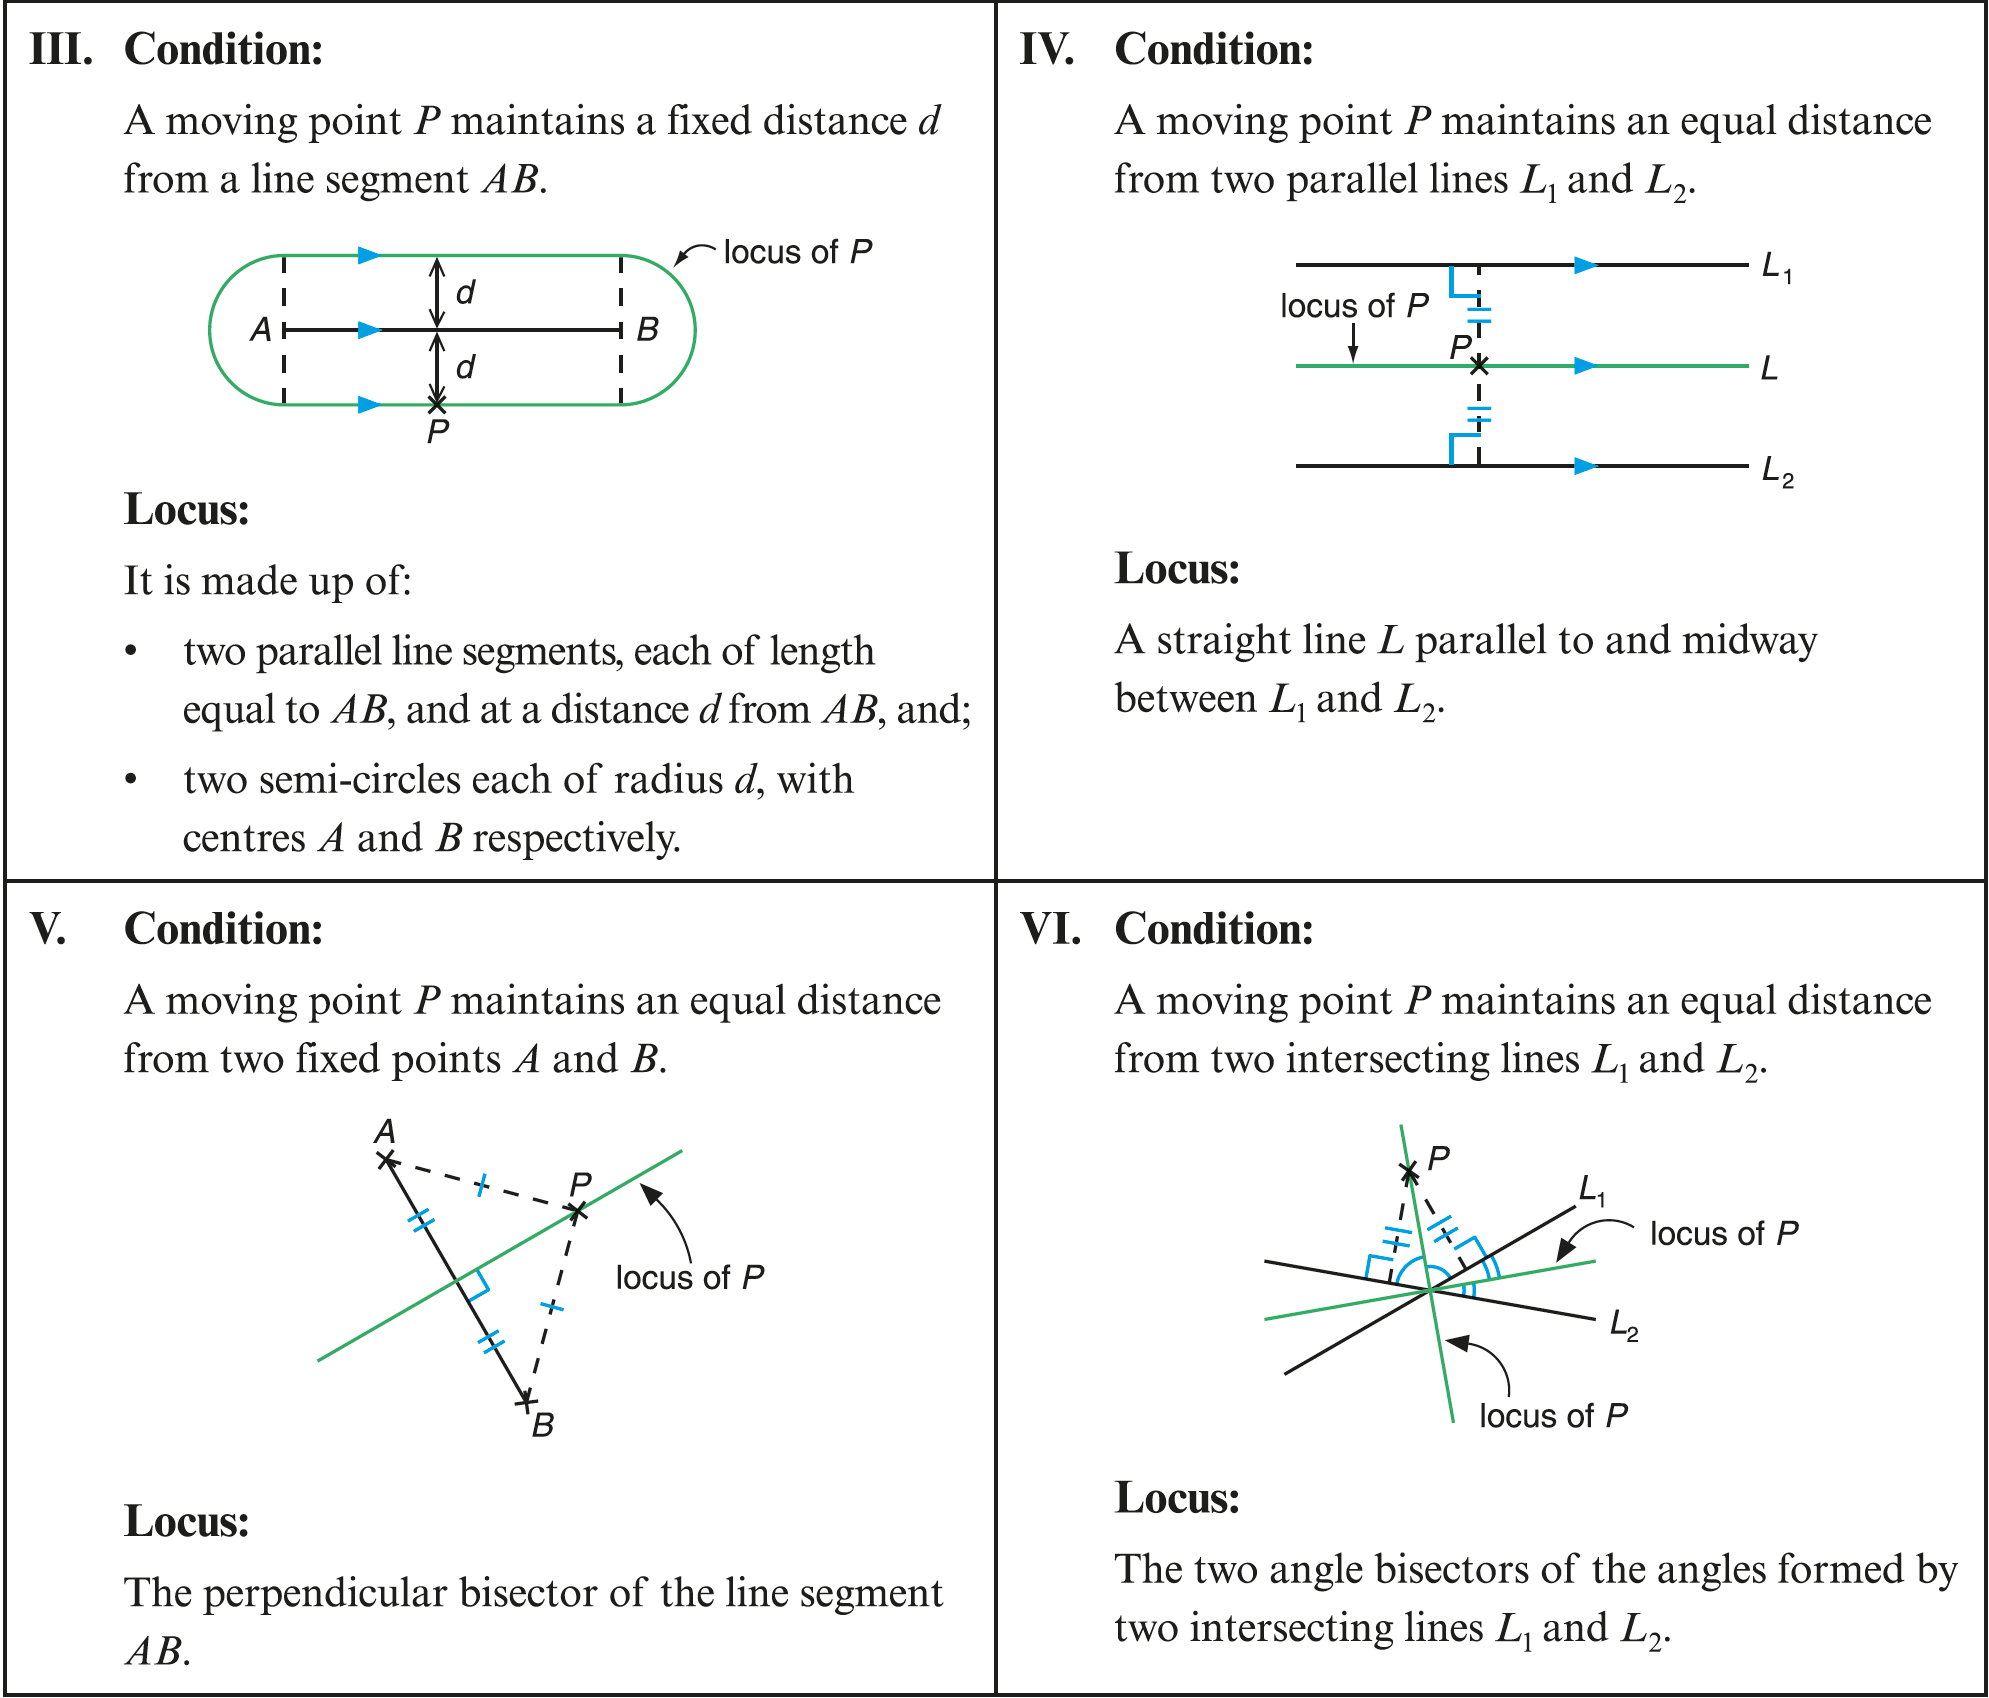 III. Condition:
A moving point P maintains a fixed distance d
from a line segment AB.
locus of P
d
A
B
d
P
Locus:
It is made up of:
• two parallel line segments, each of length
equal to AB, and at a distance d from AB, and;
• two semi-circles each of radius d, with
centres A and B respectively.
IV. Condition:
A moving point P maintains an equal distance
from two parallel lines L₁ and L₂.
L₁
locus of P
P
L
L₂
Locus:
A straight line L parallel to and midway
between L₁ and L₂.
V. Condition:
A moving point P maintains an equal distance
from two fixed points A and B.
A
P
locus of P
B
Locus:
The perpendicular bisector of the line segment
AB.
VI. Condition:
A moving point P maintains an equal distance
from two intersecting lines L₁ and L₂.
P
L₁
locus of P
L₂
locus of P
Locus:
The two angle bisectors of the angles formed by
two intersecting lines L₁ and L₂.